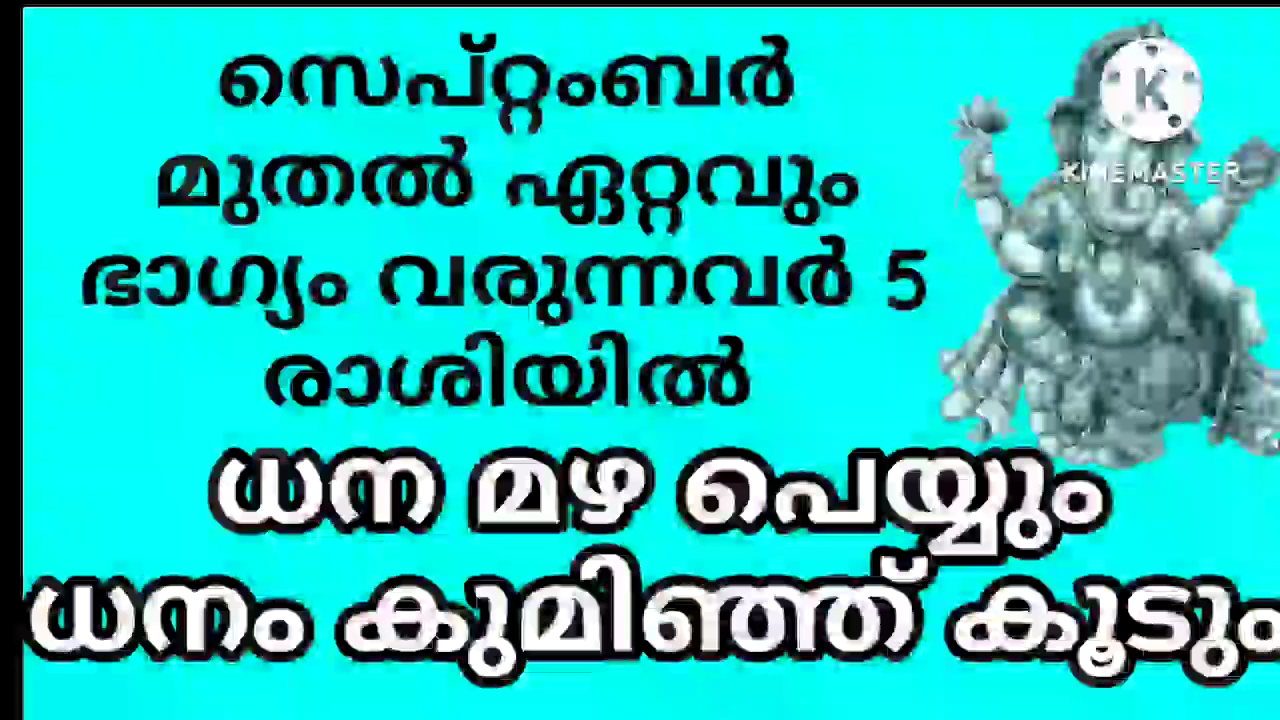 സെപ്റ്റംബർ
മുതൽ ഏറ്റവും
ഭാഗ്യം വരുന്നവർ 5
രാശിയിൽ
ധന മഴ പെയ്യും
ധനം കുമിഞ്ഞ് കൂടും
K
KINEMASTER